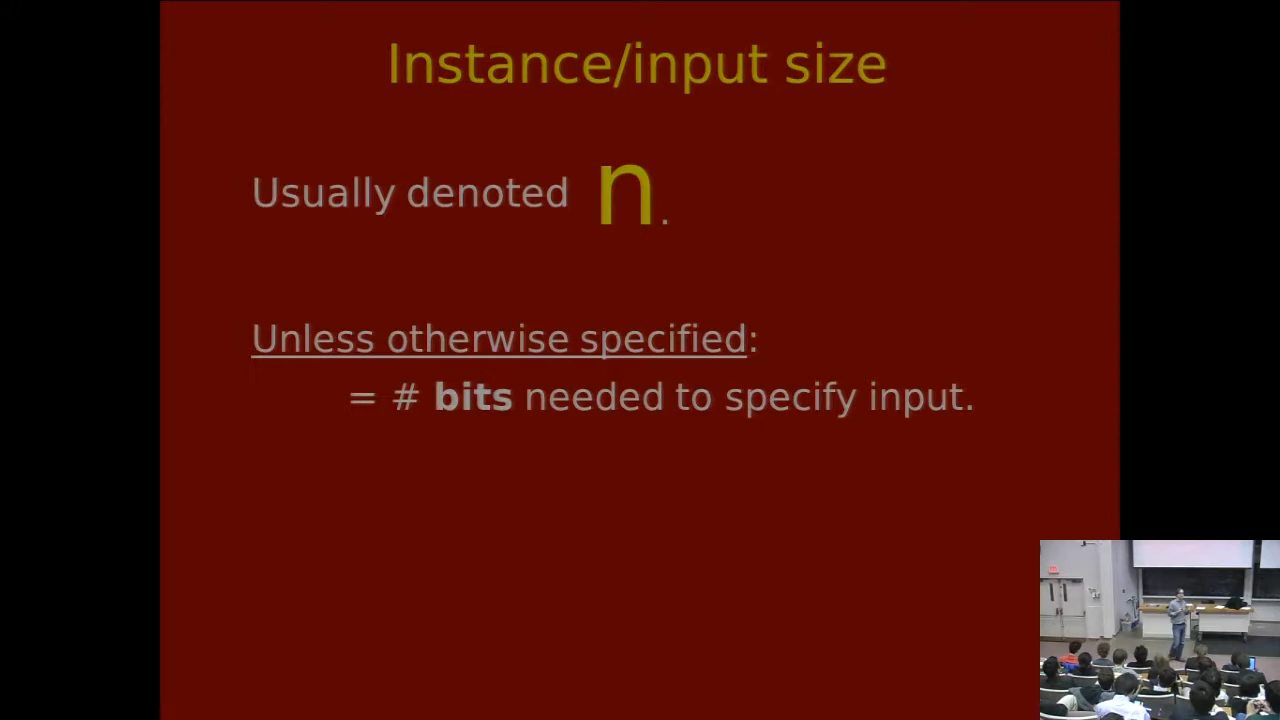 Instance/input size
Usually denoted n.
Unless otherwise specified:
= # bits needed to specify input.